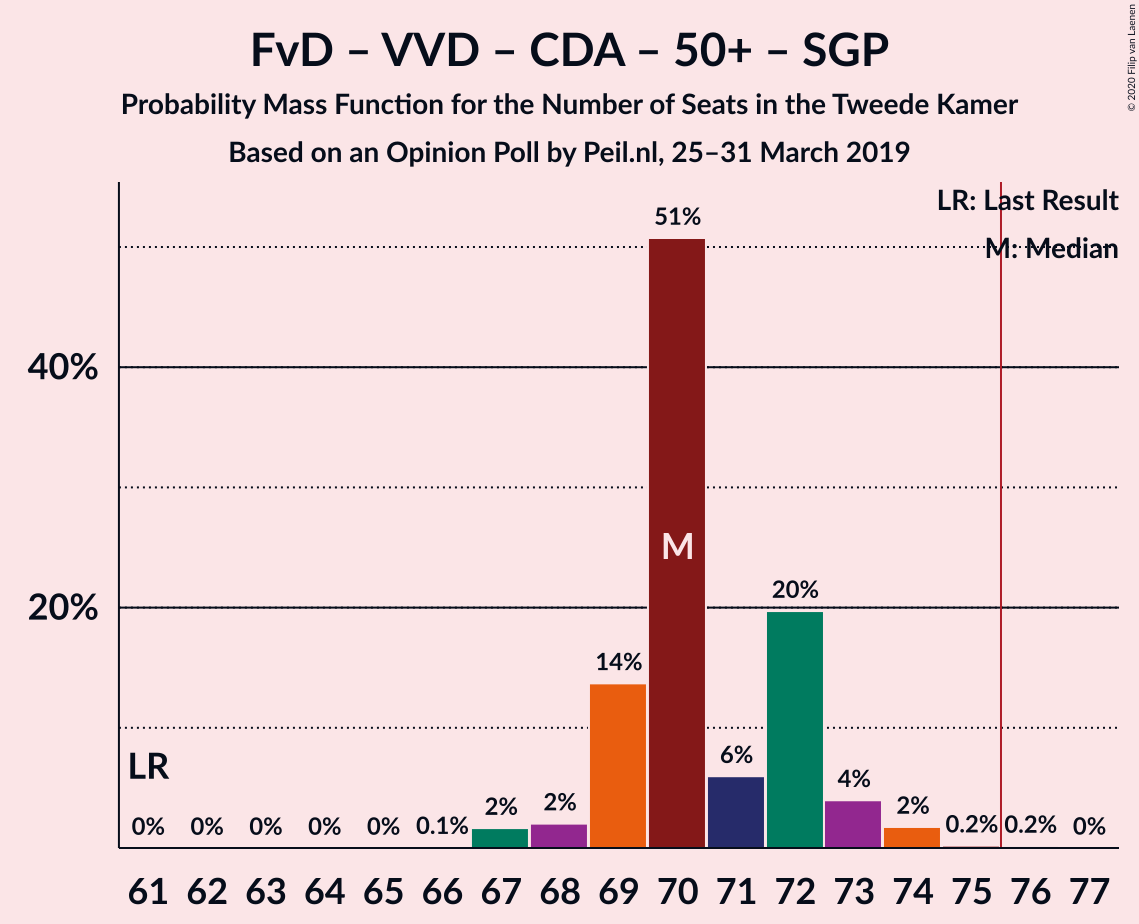 FvD – VVD – CDA – 50+ – SGP
Probability Mass Function for the Number of Seats in the Tweede Kamer
Based on an Opinion Poll by Peil.nl, 25–31 March 2019
© 2020 Filip van Laenen
LR: Last Result
M: Median
40%
20%
LR
M
0% 0% 0% 0% 0% 0.1% 2% 2% 14% 51% 6% 20% 4% 2% 0.2% 0.2% 0%
61 62 63 64 65 66 67 68 69 70 71 72 73 74 75 76 77